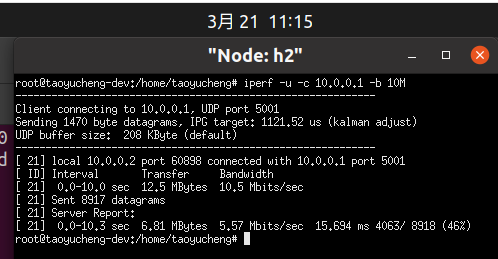 3月 21 11:15
"Node: h2"
root@taoyucheng-dev:/home/taoyucheng# iperf -u -c 10.0.0.1 -b 10M
------------------------------------------------------------
Client connecting to 10.0.0.1, UDP port 5001
Sending 1470 byte datagrams, IPG target: 1121.52 us (kalman adjust)
UDP buffer size:  208 KByte (default)
------------------------------------------------------------
[ 21] local 10.0.0.2 port 60898 connected with 10.0.0.1 port 5001
[ ID] Interval       Transfer     Bandwidth
[ 21]  0.0-10.0 sec  12.5 MBytes  10.5 Mbits/sec
[ 21] Sent 8917 datagrams
[ 21] Server Report:
[ 21]  0.0-10.3 sec  6.81 MBytes  5.57 Mbits/sec  15.694 ms 4063/ 8918 (46%)
root@taoyucheng-dev:/home/taoyucheng#
0
d